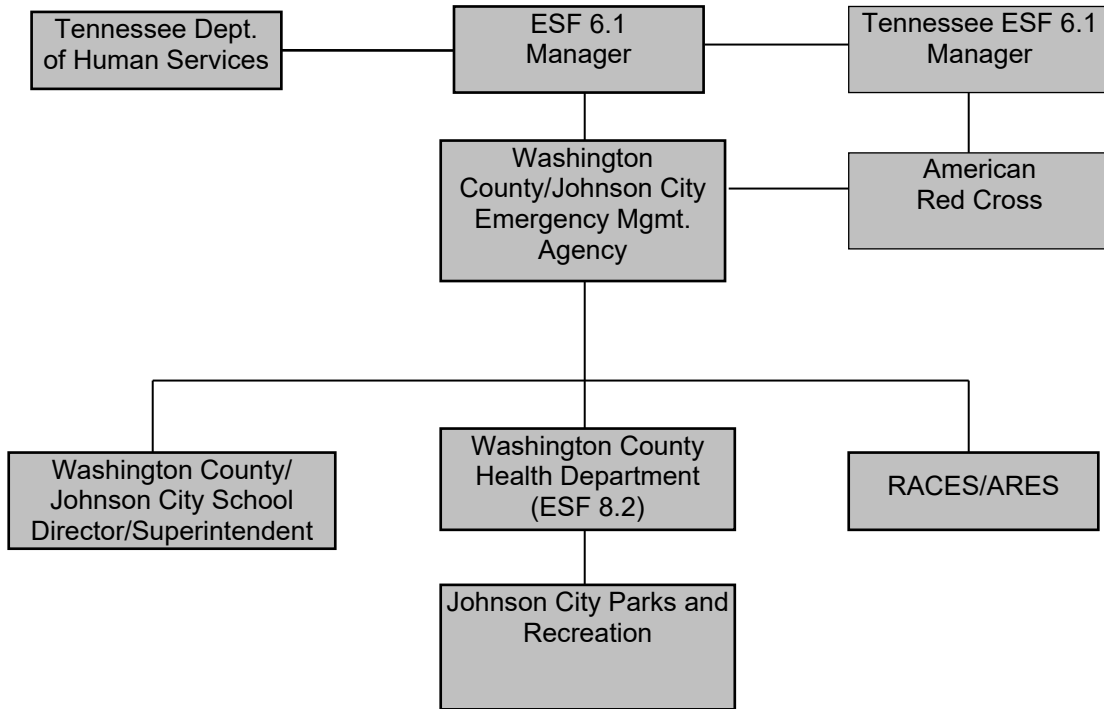 Tennessee Dept.
of Human Services
ESF 6.1
Manager
Tennessee ESF 6.1
Manager
Washington
County/Johnson City
Emergency Mgmt.
Agency
American
Red Cross
Washington County/
Johnson City School
Director/Superintendent
Washington County
Health Department
(ESF 8.2)
RACES/ARES
Johnson City Parks and
Recreation